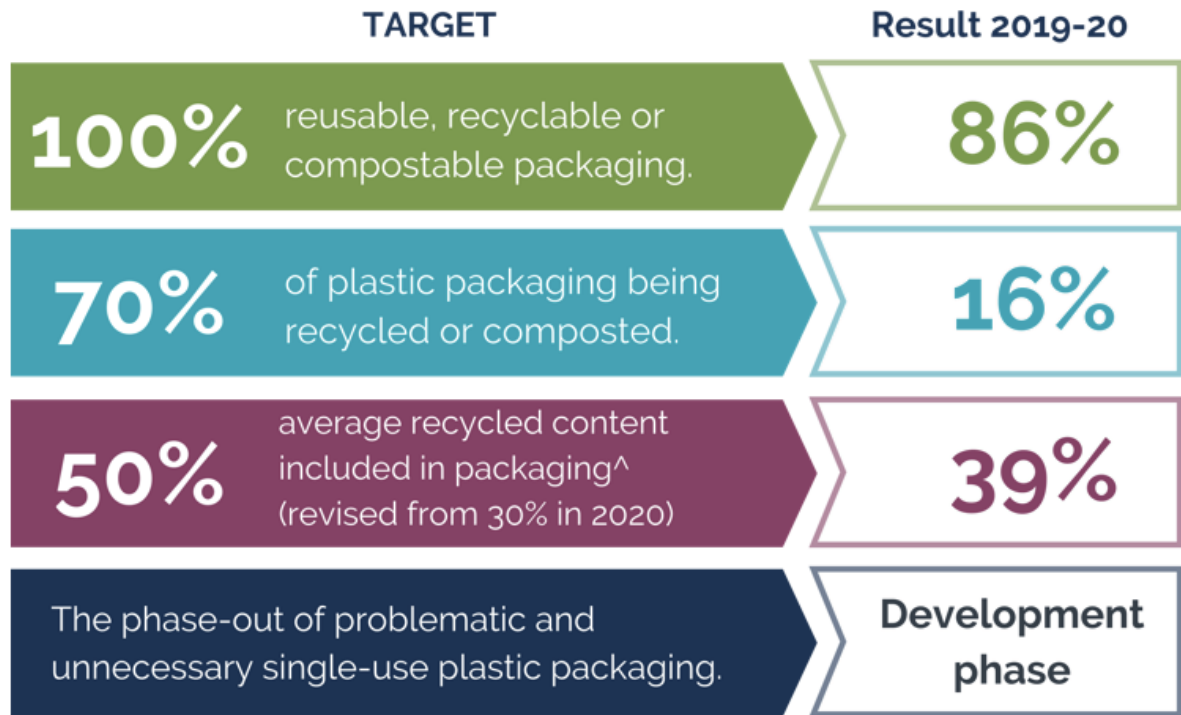 TARGET
Result 2019-20
100%
reusable, recyclable or
compostable packaging.
86%
70%
of plastic packaging being
recycled or composted.
16%
50%
average recycled content
included in packaging^
(revised from 30% in 2020)
39%
The phase-out of problematic and
unnecessary single-use plastic packaging.
Development
phase